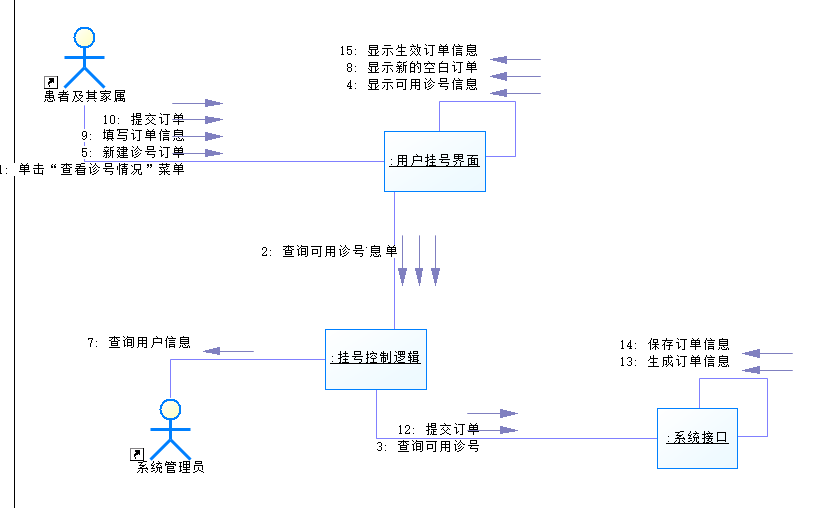 15: 显示生效订单信息
8: 显示新的空白订单
4: 显示可用诊号信息
患者及其家属
10: 提交订单
9: 填写订单信息
5: 新建诊号订单
1: 单击“查看诊号情况”菜单
:用户挂号界面
2: 查询可用诊号
息单
7: 查询用户信息
:挂号控制逻辑
14: 保存订单信息
13: 生成订单信息
系统管理员
12: 提交订单
3: 查询可用诊号
:系统接口